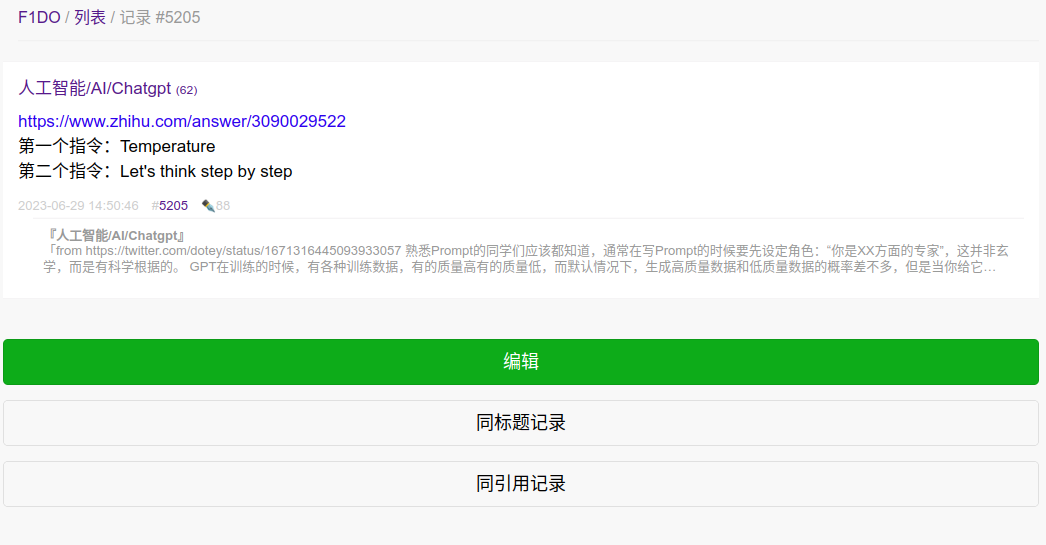 F1DO / 列表 / 记录 #5205
人工智能/AI/Chatgpt (62)
https://www.zhihu.com/answer/3090029522
第一个指令：Temperature
第二个指令：Let's think step by step
2023-06-29 14:50:46 #5205 ✒️88
『人工智能/AI/Chatgpt』
「from https://twitter.com/dotey/status/1671316445093933057 熟悉Prompt的同学们应该都知道，通常在写Prompt的时候要先设定角色：“你是XX方面的专家”，这并非玄
学，而是有科学根据的。 GPT在训练的时候，有各种训练数据，有的质量高有的质量低，而默认情况下，生成高质量数据和低质量数据的概率差不多，但是当你给它…
编辑
同标题记录
同引用记录